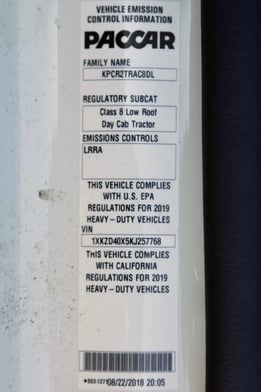 VEHICLE EMISSION
CONTROL INFORMATION
PACCAR
FAMILY NAME
KPCR2TRAC8DL
REGULATORY SUBCAT
Class 8 Low Roof
Day Cab Tractor
EMISSIONS CONTROLS
LRRA
THIS VEHICLE COMPLIES
WITH U.S. EPA
REGULATIONS FOR 2019
HEAVY-DUTY VEHICLES
VIN
1XKZD40X5KJ257768
THIS VEHICLE COMPLIES
WITH CALIFORNIA
REGULATIONS FOR 2019
HEAVY-DUTY VEHICLES
08/22/2018 20:05